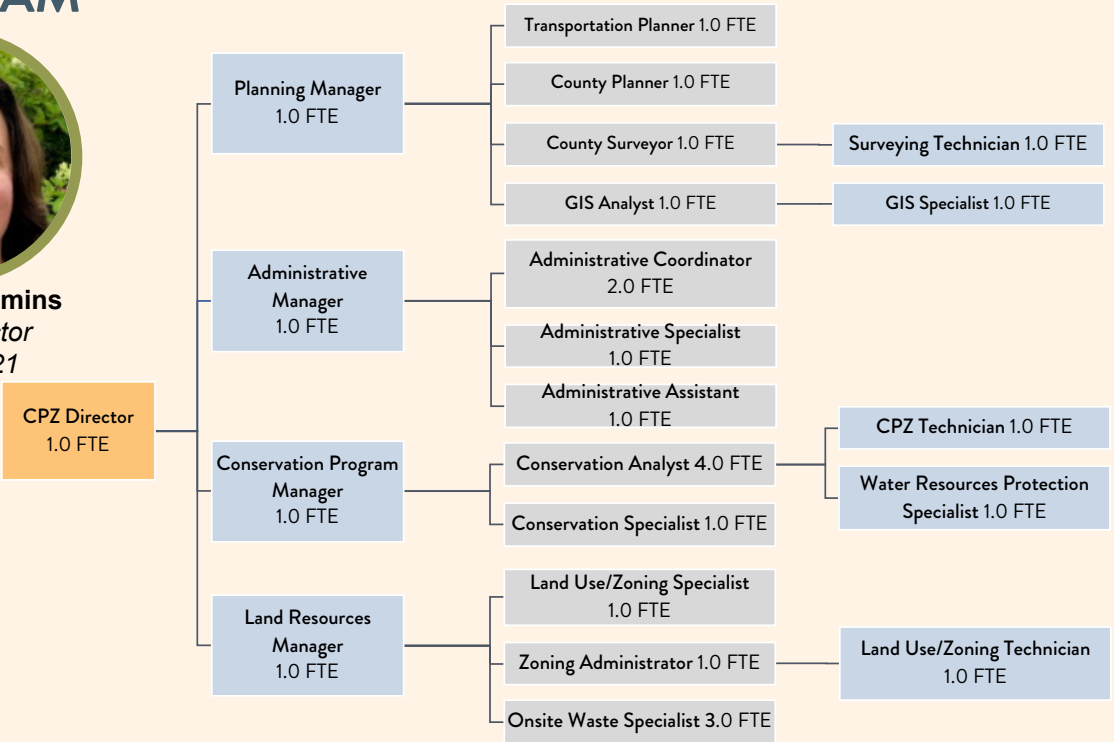 Transportation Planner 1.0 FTE
Planning Manager
1.0 FTE
County Planner 1.0 FTE
County Surveyor 1.0 FTE
Surveying Technician 1.0 FTE
GIS Analyst 1.0 FTE
GIS Specialist 1.0 FTE
Administrative
Manager
1.0 FTE
Administrative Coordinator
2.0 FTE
Administrative Specialist
1.0 FTE
Administrative Assistant
1.0 FTE
CPZ Director
1.0 FTE
Conservation Program
Manager
1.0 FTE
Conservation Analyst 4.0 FTE
CPZ Technician 1.0 FTE
Water Resources Protection
Specialist 1.0 FTE
Conservation Specialist 1.0 FTE
Land Resources
Manager
1.0 FTE
Land Use/Zoning Specialist
1.0 FTE
Zoning Administrator 1.0 FTE
Land Use/Zoning Technician
1.0 FTE
Onsite Waste Specialist 3.0 FTE